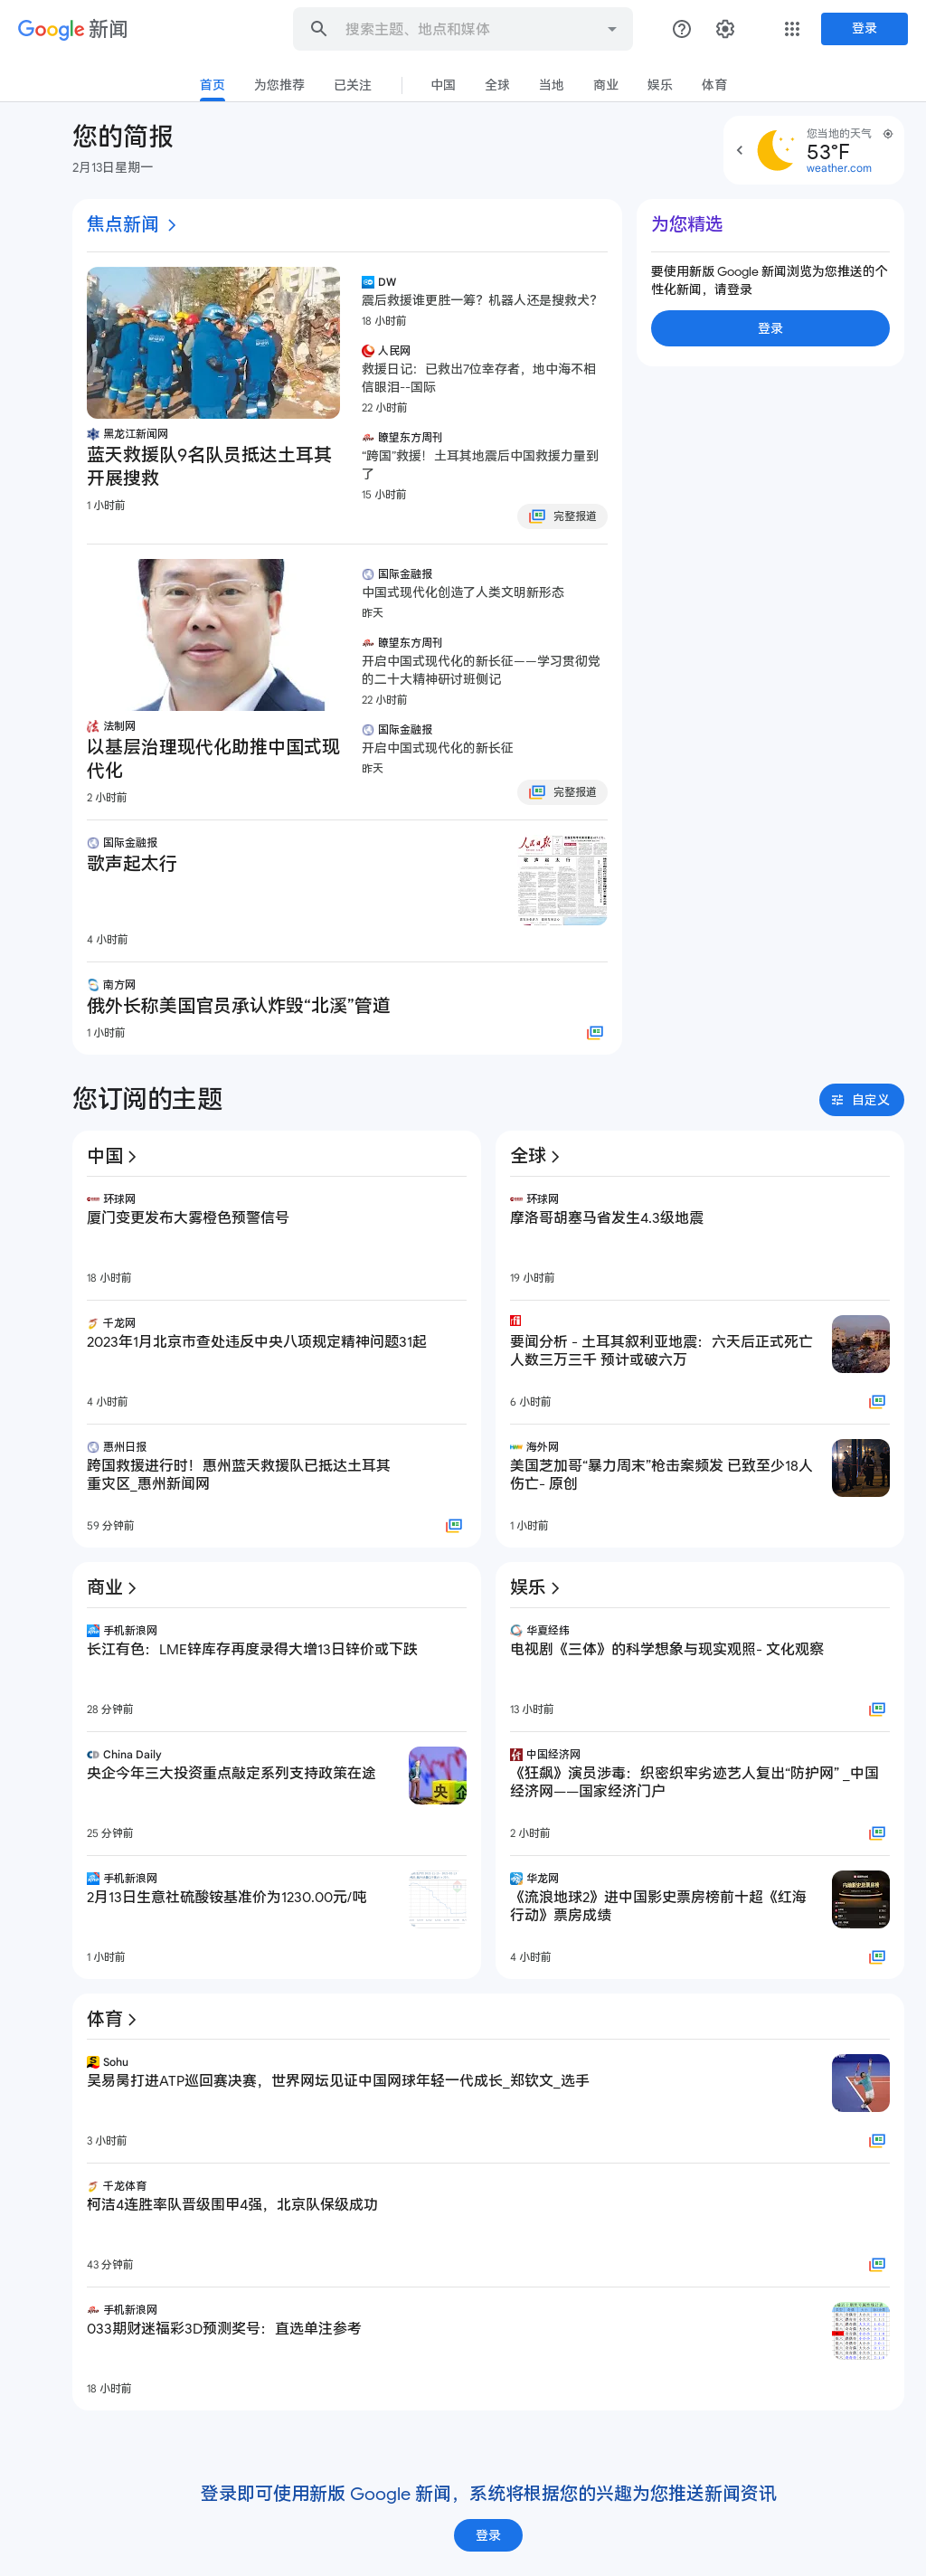 Google 新闻
搜索主题、地点和媒体
登录
首页
为您推荐
已关注
中国
全球
当地
商业
娱乐
体育
您的简报
2月13日星期一
您当地的天气
53°F
weather.com
焦点新闻
黑龙江新闻网
蓝天救援队9名队员抵达土耳其
开展搜救
1 小时前
DW
震后救援谁更胜一筹？机器人还是搜救犬？
18 小时前
人民网
救援日记：已救出7位幸存者，地中海不相
信眼泪--国际
22 小时前
瞭望东方周刊
“跨国”救援！土耳其地震后中国救援力量到
了
15 小时前
完整报道
法制网
以基层治理现代化助推中国式现
代化
2 小时前
国际金融报
中国式现代化创造了人类文明新形态
昨天
瞭望东方周刊
开启中国式现代化的新长征——学习贯彻党
的二十大精神研讨班侧记
22 小时前
国际金融报
开启中国式现代化的新长征
昨天
完整报道
国际金融报
歌声起太行
人民日报
歌声起太行
4 小时前
南方网
俄外长称美国官员承认炸毁“北溪”管道
1 小时前
为您精选
要使用新版 Google 新闻浏览为您推送的个
性化新闻，请登录
登录
您订阅的主题
自定义
中国
环球网
厦门变更发布大雾橙色预警信号
18 小时前
千龙网
2023年1月北京市查处违反中央八项规定精神问题31起
4 小时前
惠州日报
跨国救援进行时！惠州蓝天救援队已抵达土耳其
重灾区_惠州新闻网
59 分钟前
全球
环球网
摩洛哥胡塞马省发生4.3级地震
19 小时前
要闻分析 - 土耳其叙利亚地震：六天后正式死亡
人数三万三千 预计或破六万
6 小时前
海外网
美国芝加哥“暴力周末”枪击案频发 已致至少18人
伤亡- 原创
1 小时前
商业
手机新浪网
长江有色：LME锌库存再度录得大增13日锌价或下跌
28 分钟前
China Daily
央企今年三大投资重点敲定系列支持政策在途
央 企
25 分钟前
手机新浪网
2月13日生意社硫酸铵基准价为1230.00元/吨
1 小时前
娱乐
华夏经纬
电视剧《三体》的科学想象与现实观照- 文化观察
13 小时前
中国经济网
《狂飙》演员涉毒：织密织牢劣迹艺人复出“防护网” _中国
经济网——国家经济门户
2 小时前
华龙网
《流浪地球2》进中国影史票房榜前十超《红海
行动》票房成绩
4 小时前
体育
Sohu
吴易昺打进ATP巡回赛决赛，世界网坛见证中国网球年轻一代成长_郑钦文_选手
3 小时前
千龙体育
柯洁4连胜率队晋级围甲4强，北京队保级成功
43 分钟前
手机新浪网
033期财迷福彩3D预测奖号：直选单注参考
18 小时前
登录即可使用新版 Google 新闻，系统将根据您的兴趣为您推送新闻资讯
登录